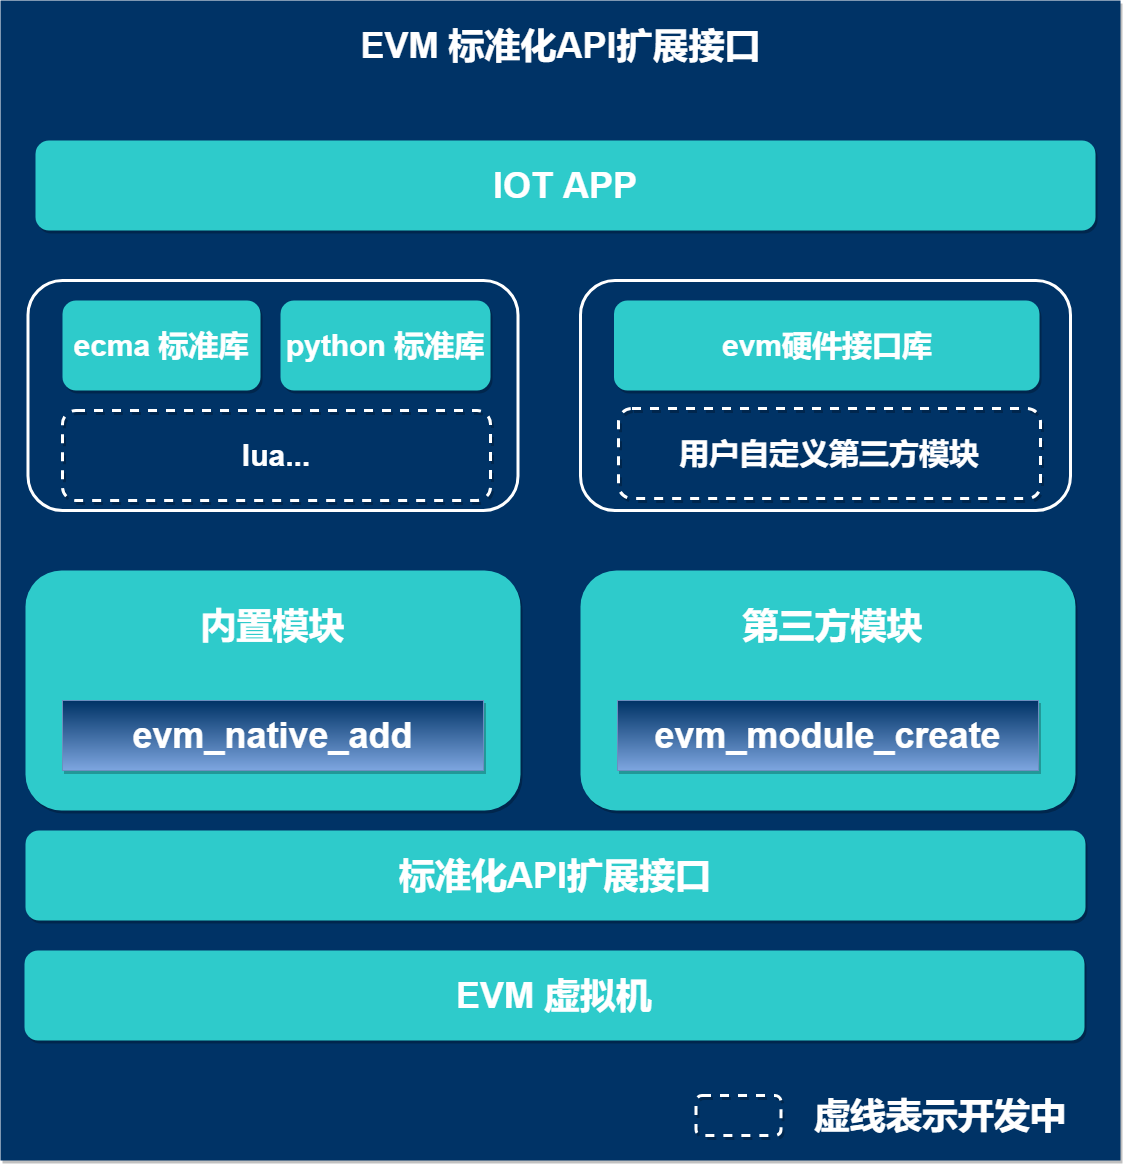 EVM 标准化API扩展接口
IOT APP
ecma 标准库
python 标准库
lua...
evm硬件接口库
用户自定义第三方模块
内置模块
evm_native_add
第三方模块
evm_module_create
标准化API扩展接口
EVM 虚拟机
虚线表示开发中